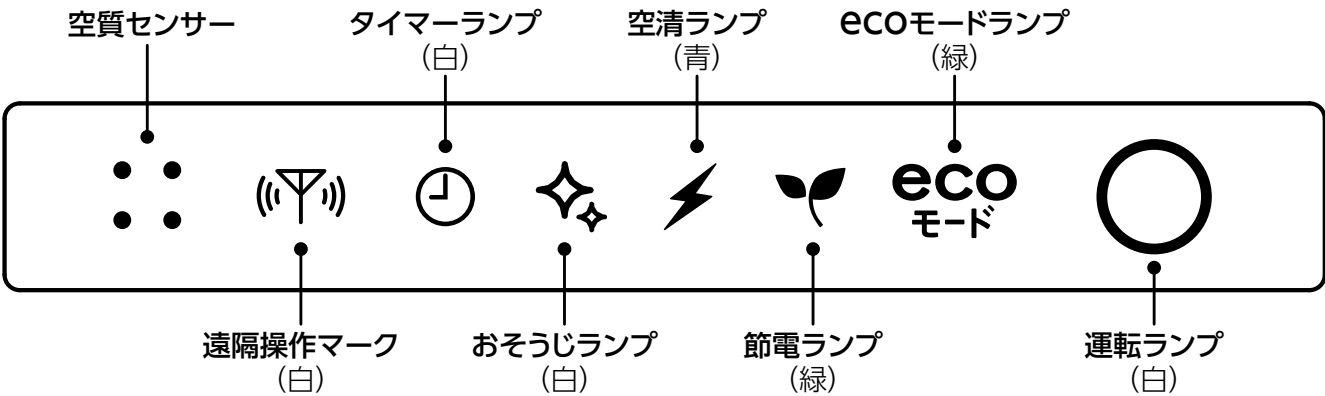 空質センサー
タイマーランプ
（白）
空清ランプ
（青）
ecoモードランプ
（緑）
eco
モード
遠隔操作マーク
（白）
おそうじランプ
（白）
節電ランプ
（緑）
運転ランプ
（白）